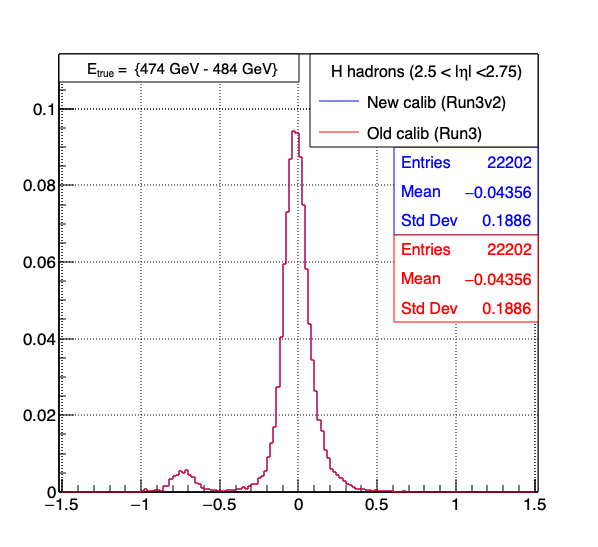 E_true = {474 GeV - 484 GeV}
H hadrons (2.5 < |η| <2.75)
New calib (Run3v2)
Old calib (Run3)
Entries 22202
Mean −0.04356
Std Dev 0.1886
Entries 22202
Mean −0.04356
Std Dev 0.1886
0.1
0.08
0.06
0.04
0.02
0
−1.5 −1 −0.5 0 0.5 1 1.5